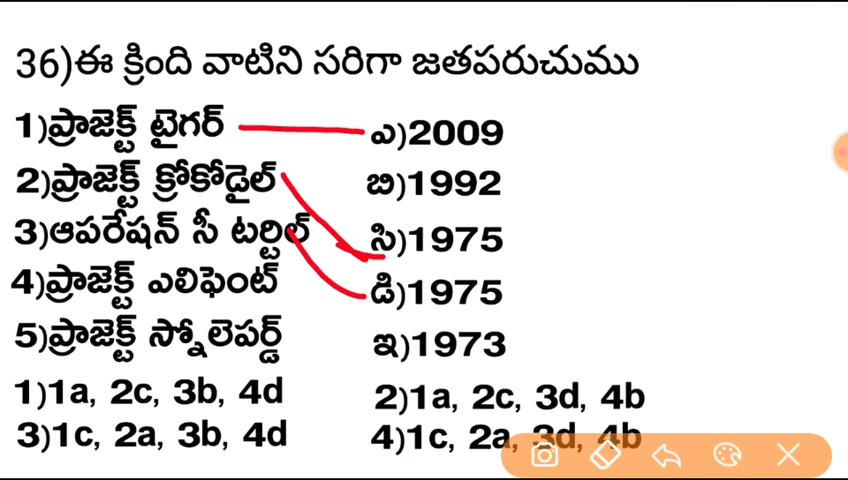 36)ఈ క్రింది వాటిని సరిగా జతపరుచుము
1)ప్రాజెక్ట్ టైగర్ ఎ)2009
2)ప్రాజెక్ట్ క్రోకోడైల్ బి)1992
3)ఆపరేషన్ సీ టర్టిల్ సి)1975
4)ప్రాజెక్ట్ ఎలిఫెంట్ డి)1975
5)ప్రాజెక్ట్ స్నోలెపర్డ్ ఇ)1973
1)1a, 2c, 3b, 4d 2)1a, 2c, 3d, 4b
3)1c, 2a, 3b, 4d 4)1c, 2a, 3d, 4b